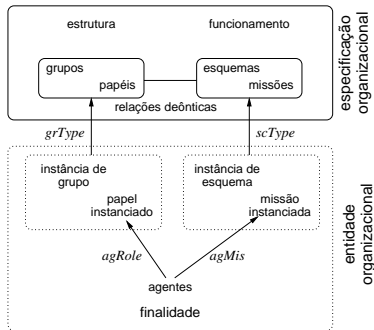 estrutura
funcionamento
grupos
papéis
esquemas
missões
relações deônticas
especificação
organizacional
grType
scType
instância de
grupo
papel
instanciado
instância de
esquema
missão
instanciada
agRole
agMis
agentes
finalidade
entidade
organizacional